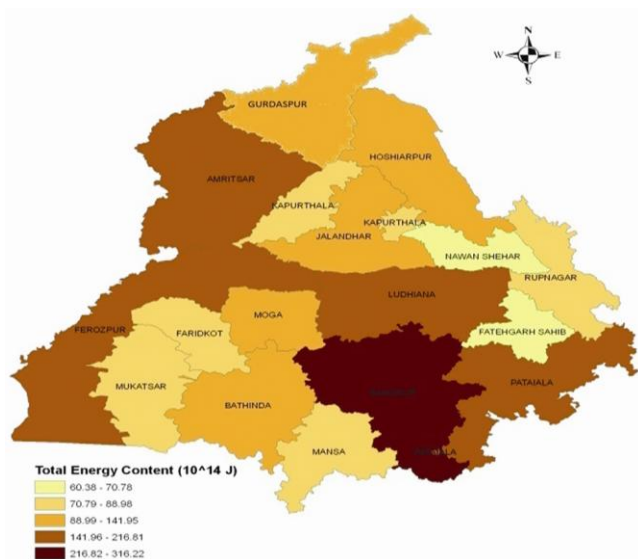 N
W E
S
GURDASPUR
HOSHIARPUR
AMRITSAR
KAPURTHALA
KAPURTHALA
JALANDHAR
NAWAN SHEHAR
RUPNAGAR
LUDHIANA
MOGA
FEROZPUR
FARIDKOT
FATEHGARH SAHIB
MUKATSAR
BATHINDA
PATAIALA
MANSA
Total Energy Content (10^14 J)
60.38 - 70.78
70.79 - 88.98
88.99 - 141.95
141.96 - 216.81
216.82 - 316.22